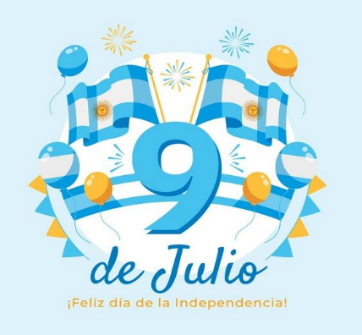 9
de Julio
¡Feliz día de la Independencia!